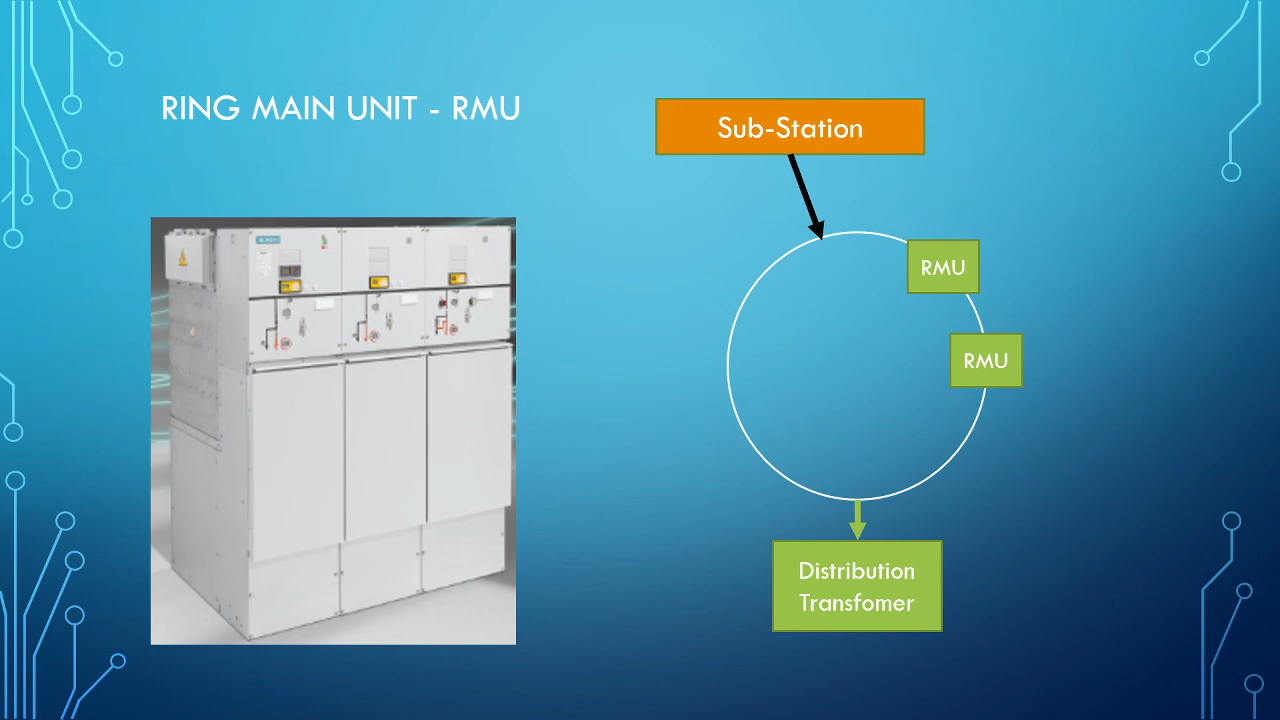 RING MAIN UNIT - RMU
Sub-Station
RMU
RMU
Distribution
Transfomer